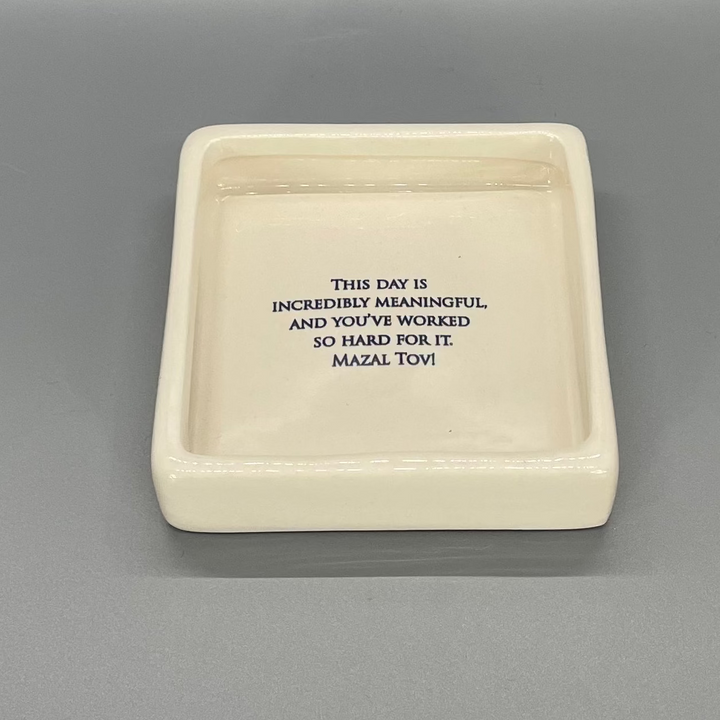 This day is
incredibly meaningful,
and you've worked
so hard for it.
Mazal Tov!